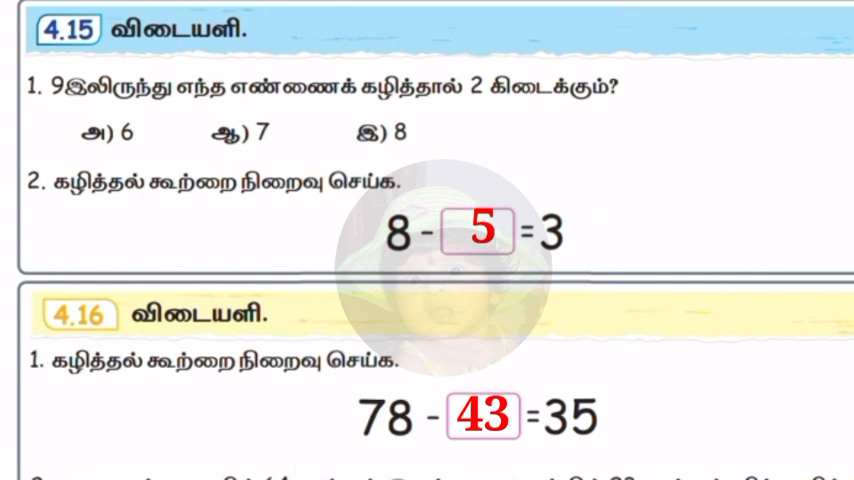 4.15 விடையளி.
1. 9இலிருந்து எந்த எண்ணைக் கழித்தால் 2 கிடைக்கும்?
அ) 6 ஆ) 7 இ) 8
2. கழித்தல் கூற்றை நிறைவு செய்க.
8 - 5 = 3
4.16 விடையளி.
1. கழித்தல் கூற்றை நிறைவு செய்க.
78 - 43 = 35